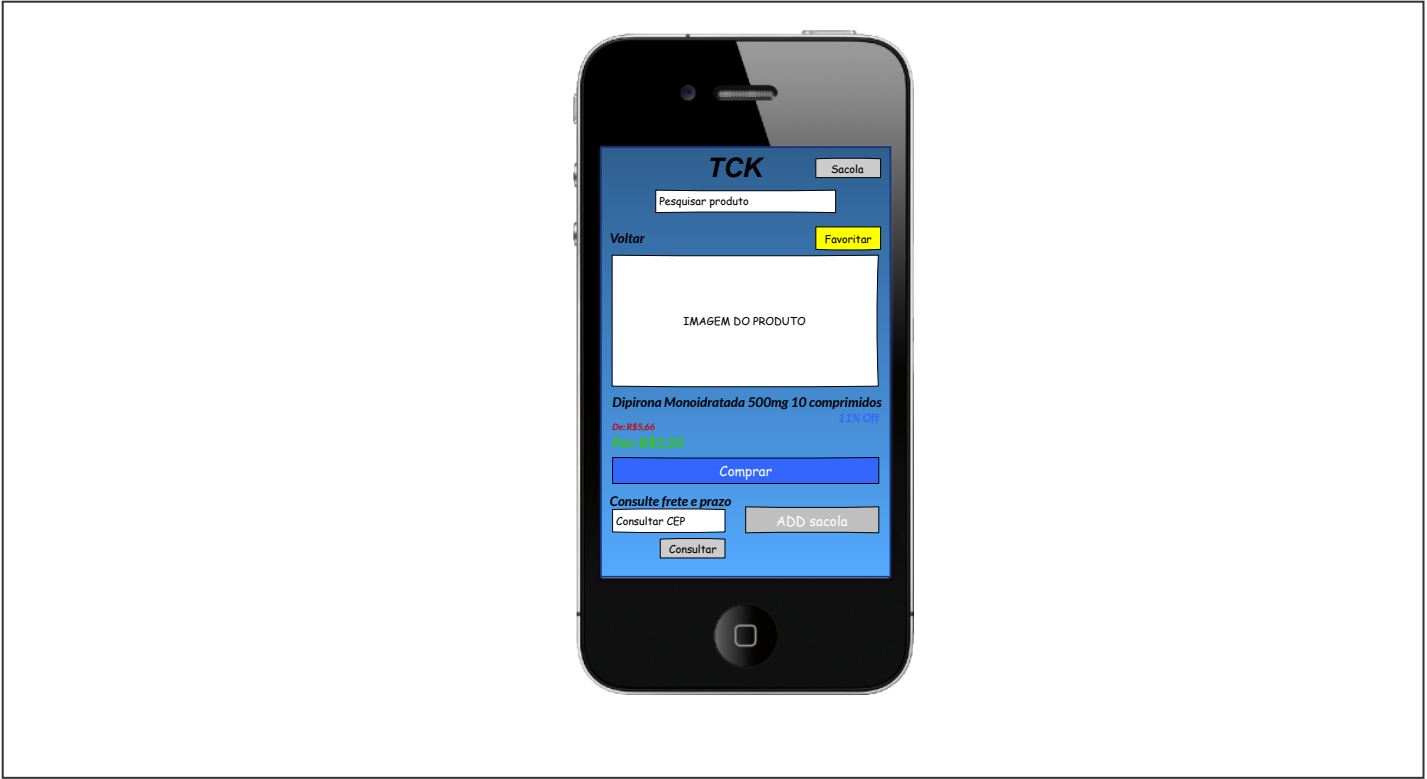 TCK
Sacola
Pesquisar produto
Voltar
Favoritar
IMAGEM DO PRODUTO
Dipirona Monoidratada 500mg 10 comprimidos
11% Off
De: R$5,66
Por: R$5,05
Comprar
Consulte frete e prazo
Consultar CEP
ADD sacola
Consultar